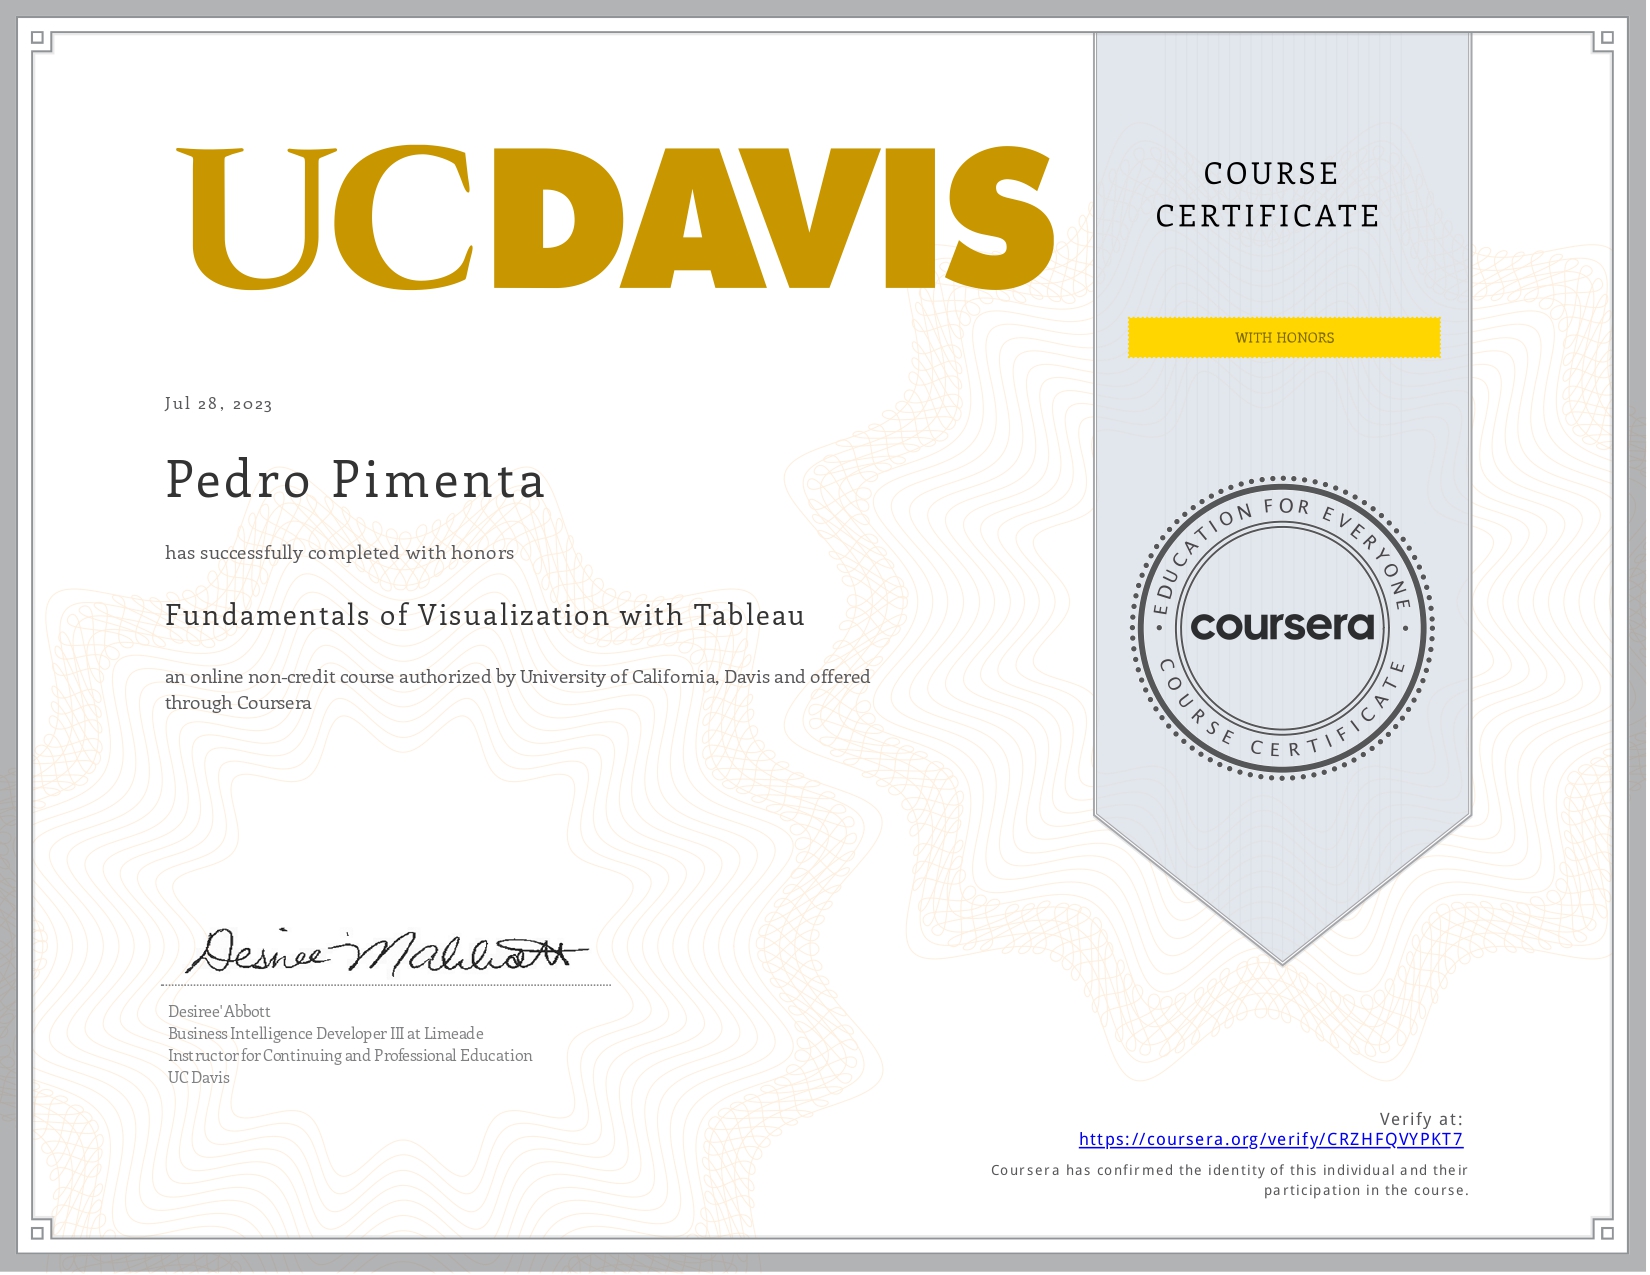 UCDAVIS
COURSE
CERTIFICATE
WITH HONORS
Jul 28, 2023
Pedro Pimenta
has successfully completed with honors
Fundamentals of Visualization with Tableau
an online non-credit course authorized by University of California, Davis and offered
through Coursera
EDUCATION FOR EVERYONE
coursera
COURSE CERTIFICATE
Desiree' Abbott
Business Intelligence Developer III at Limeade
Instructor for Continuing and Professional Education
UC Davis
Verify at:
https://coursera.org/verify/CRZHFQVYPKT7
Coursera has confirmed the identity of this individual and their
participation in the course.